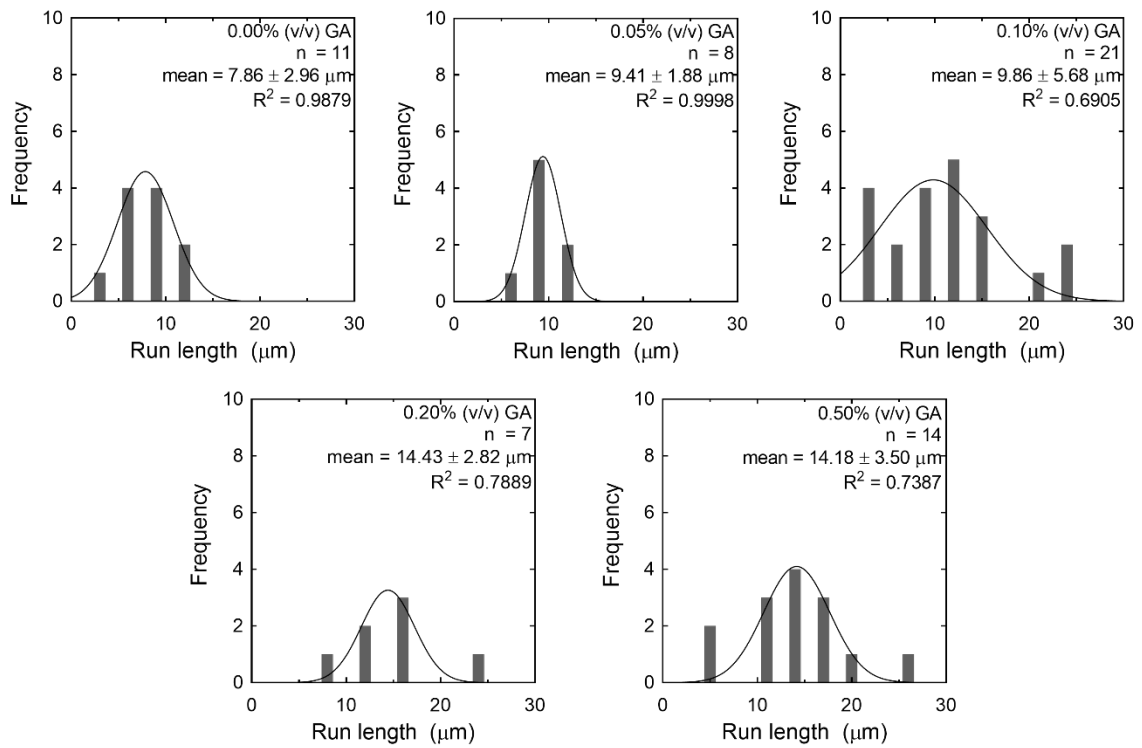 0.00% (v/v) GA
n = 11
mean = 7.86 ± 2.96 μm
R² = 0.9879
10
8
6
4
2
0
Frequency
0 10 20 30
Run length (μm)
0.05% (v/v) GA
n = 8
mean = 9.41 ± 1.88 μm
R² = 0.9998
10
8
6
4
2
0
Frequency
0 10 20 30
Run length (μm)
0.10% (v/v) GA
n = 21
mean = 9.86 ± 5.68 μm
R² = 0.6905
10
8
6
4
2
0
Frequency
0 10 20 30
Run length (μm)
0.20% (v/v) GA
n = 7
mean = 14.43 ± 2.82 μm
R² = 0.7889
10
8
6
4
2
0
Frequency
0 10 20 30
Run length (μm)
0.50% (v/v) GA
n = 14
mean = 14.18 ± 3.50 μm
R² = 0.7387
10
8
6
4
2
0
Frequency
0 10 20 30
Run length (μm)